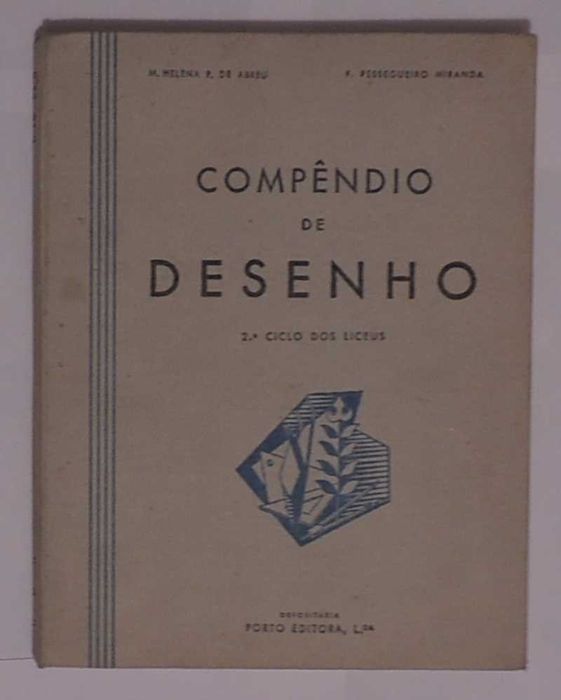 M. HELENA P. DE ABREU F. PESSEGUEIRO MIRANDA
COMPÊNDIO
DE
DESENHO
2.º CICLO DOS LICEUS
DEPOSITÁRIA
PORTO EDITORA, L.DA